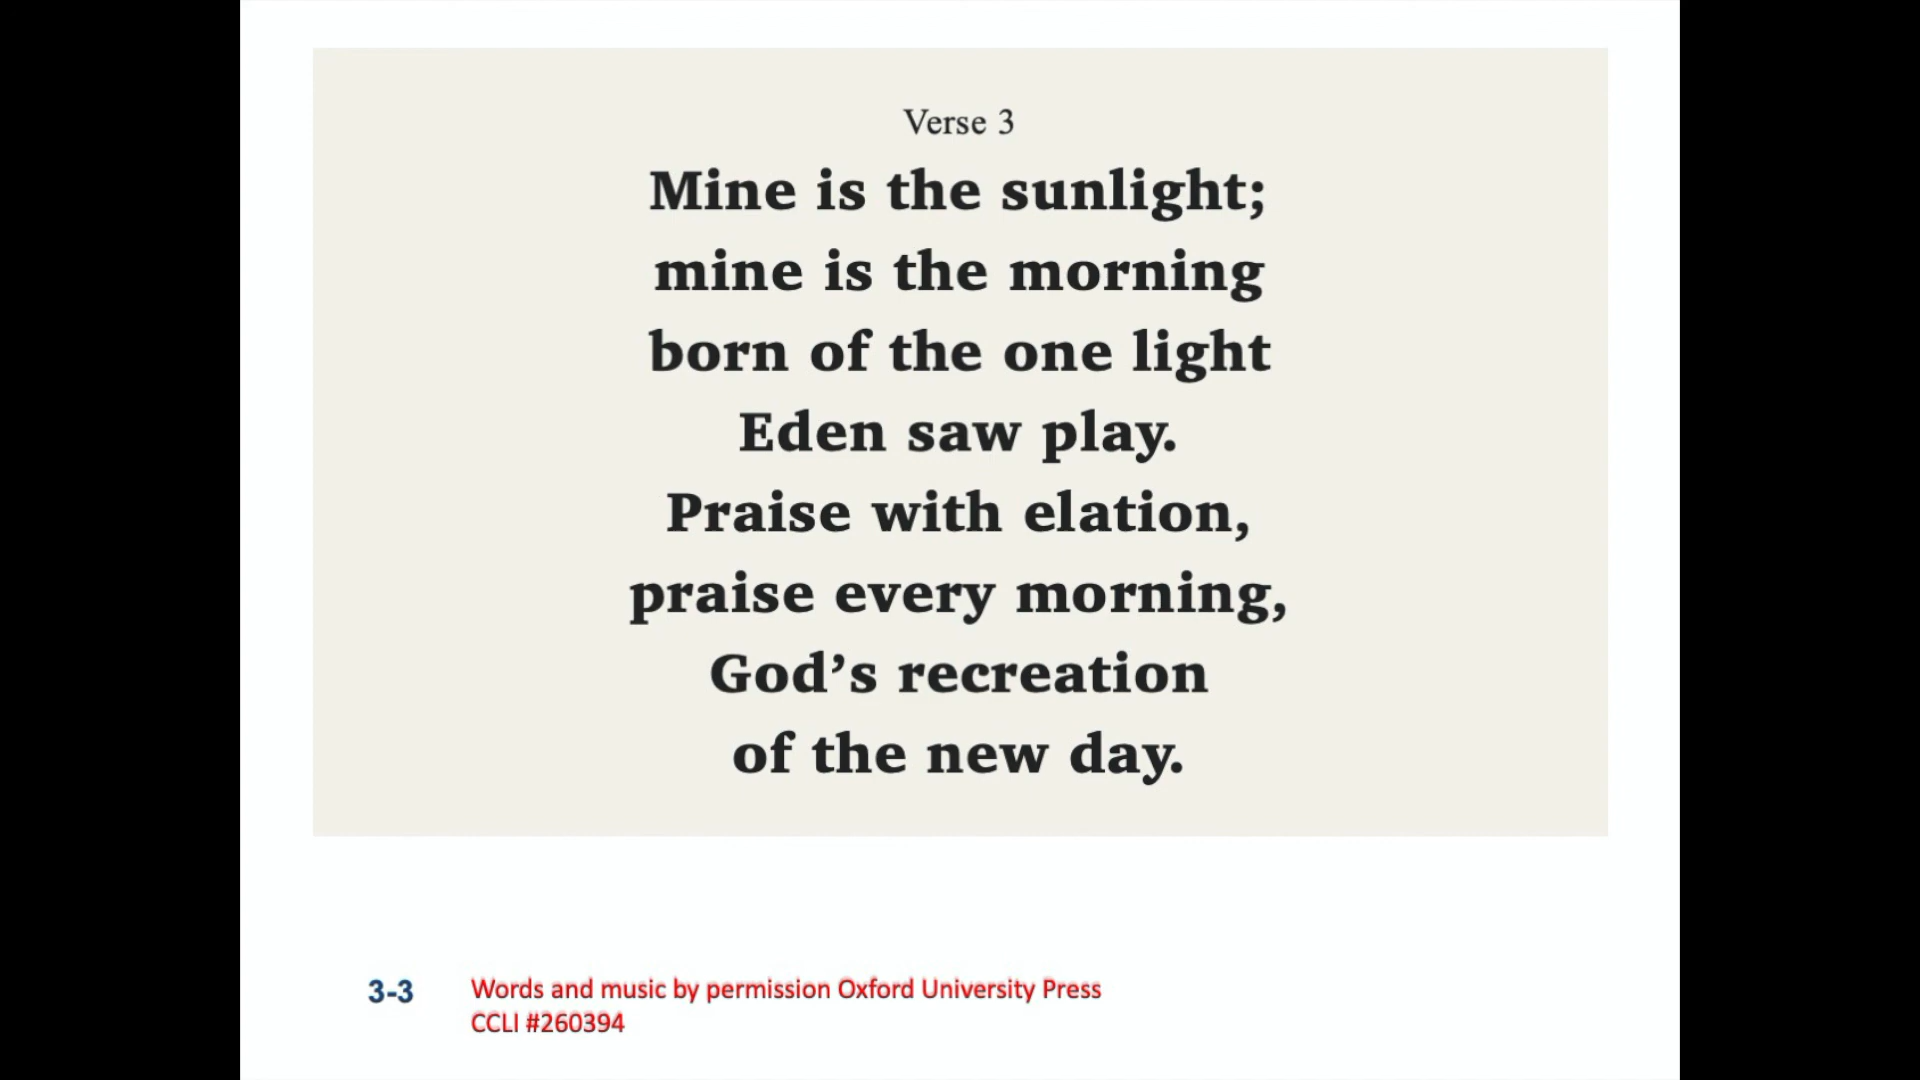 Verse 3
Mine is the sunlight;
mine is the morning
born of the one light
Eden saw play.
Praise with elation,
praise every morning,
God’s recreation
of the new day.
3-3
Words and music by permission Oxford University Press
CCLI #260394